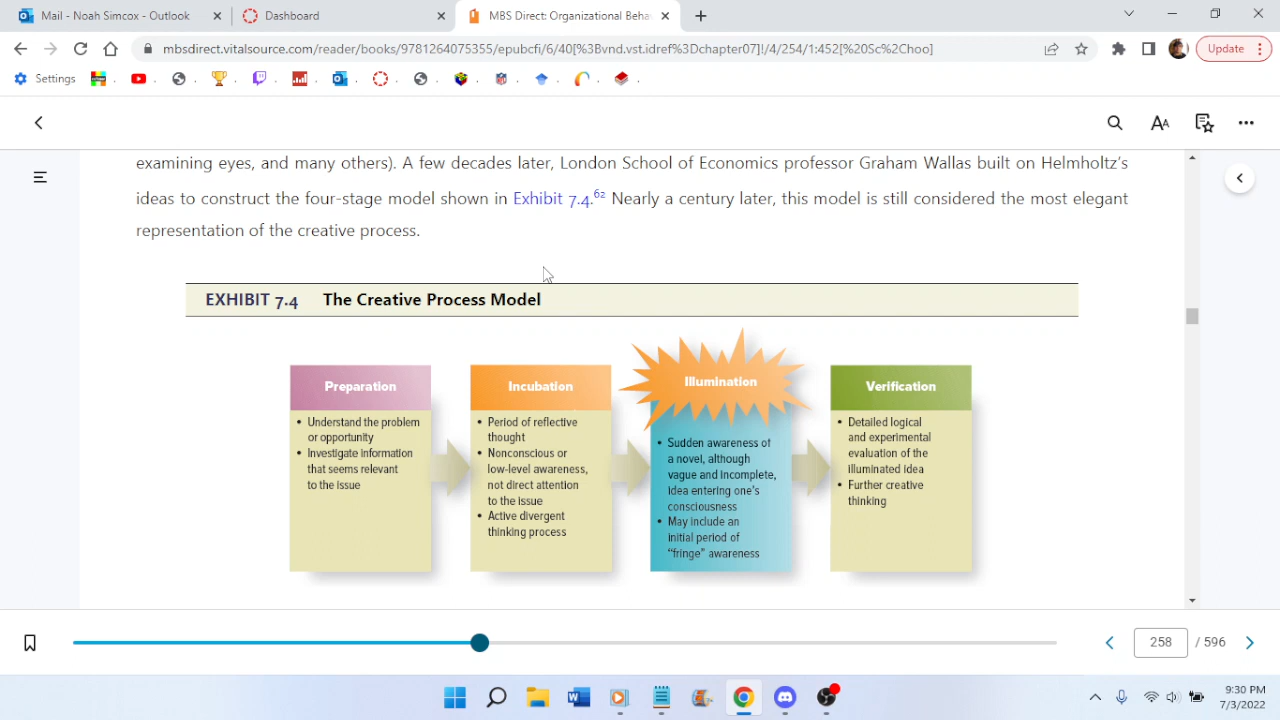 Mail - Noah Simcox - Outlook
Dashboard
MBS Direct: Organizational Beha
mbsdirect.vitalsource.com/reader/books/9781264075355/epubcfi/6/40[%3Bvnd.vst.idref%3Dchapter07]!/4/254/1:452[%20Sc%2Choo]
Update
Settings
examining eyes, and many others). A few decades later, London School of Economics professor Graham Wallas built on Helmholtz's
ideas to construct the four-stage model shown in Exhibit 7.4.62 Nearly a century later, this model is still considered the most elegant
representation of the creative process.
EXHIBIT 7.4 The Creative Process Model
Preparation
• Understand the problem
or opportunity
• Investigate information
that seems relevant
to the issue
Incubation
• Period of reflective
thought
• Nonconscious or
low-level awareness,
not direct attention
to the issue
• Active divergent
thinking process
Illumination
• Sudden awareness of
a novel, although
vague and incomplete,
idea entering one's
consciousness
• May include an
initial period of
"fringe" awareness
Verification
• Detailed logical
and experimental
evaluation of the
illuminated idea
• Further creative
thinking
258 / 596
9:30 PM
7/3/2022